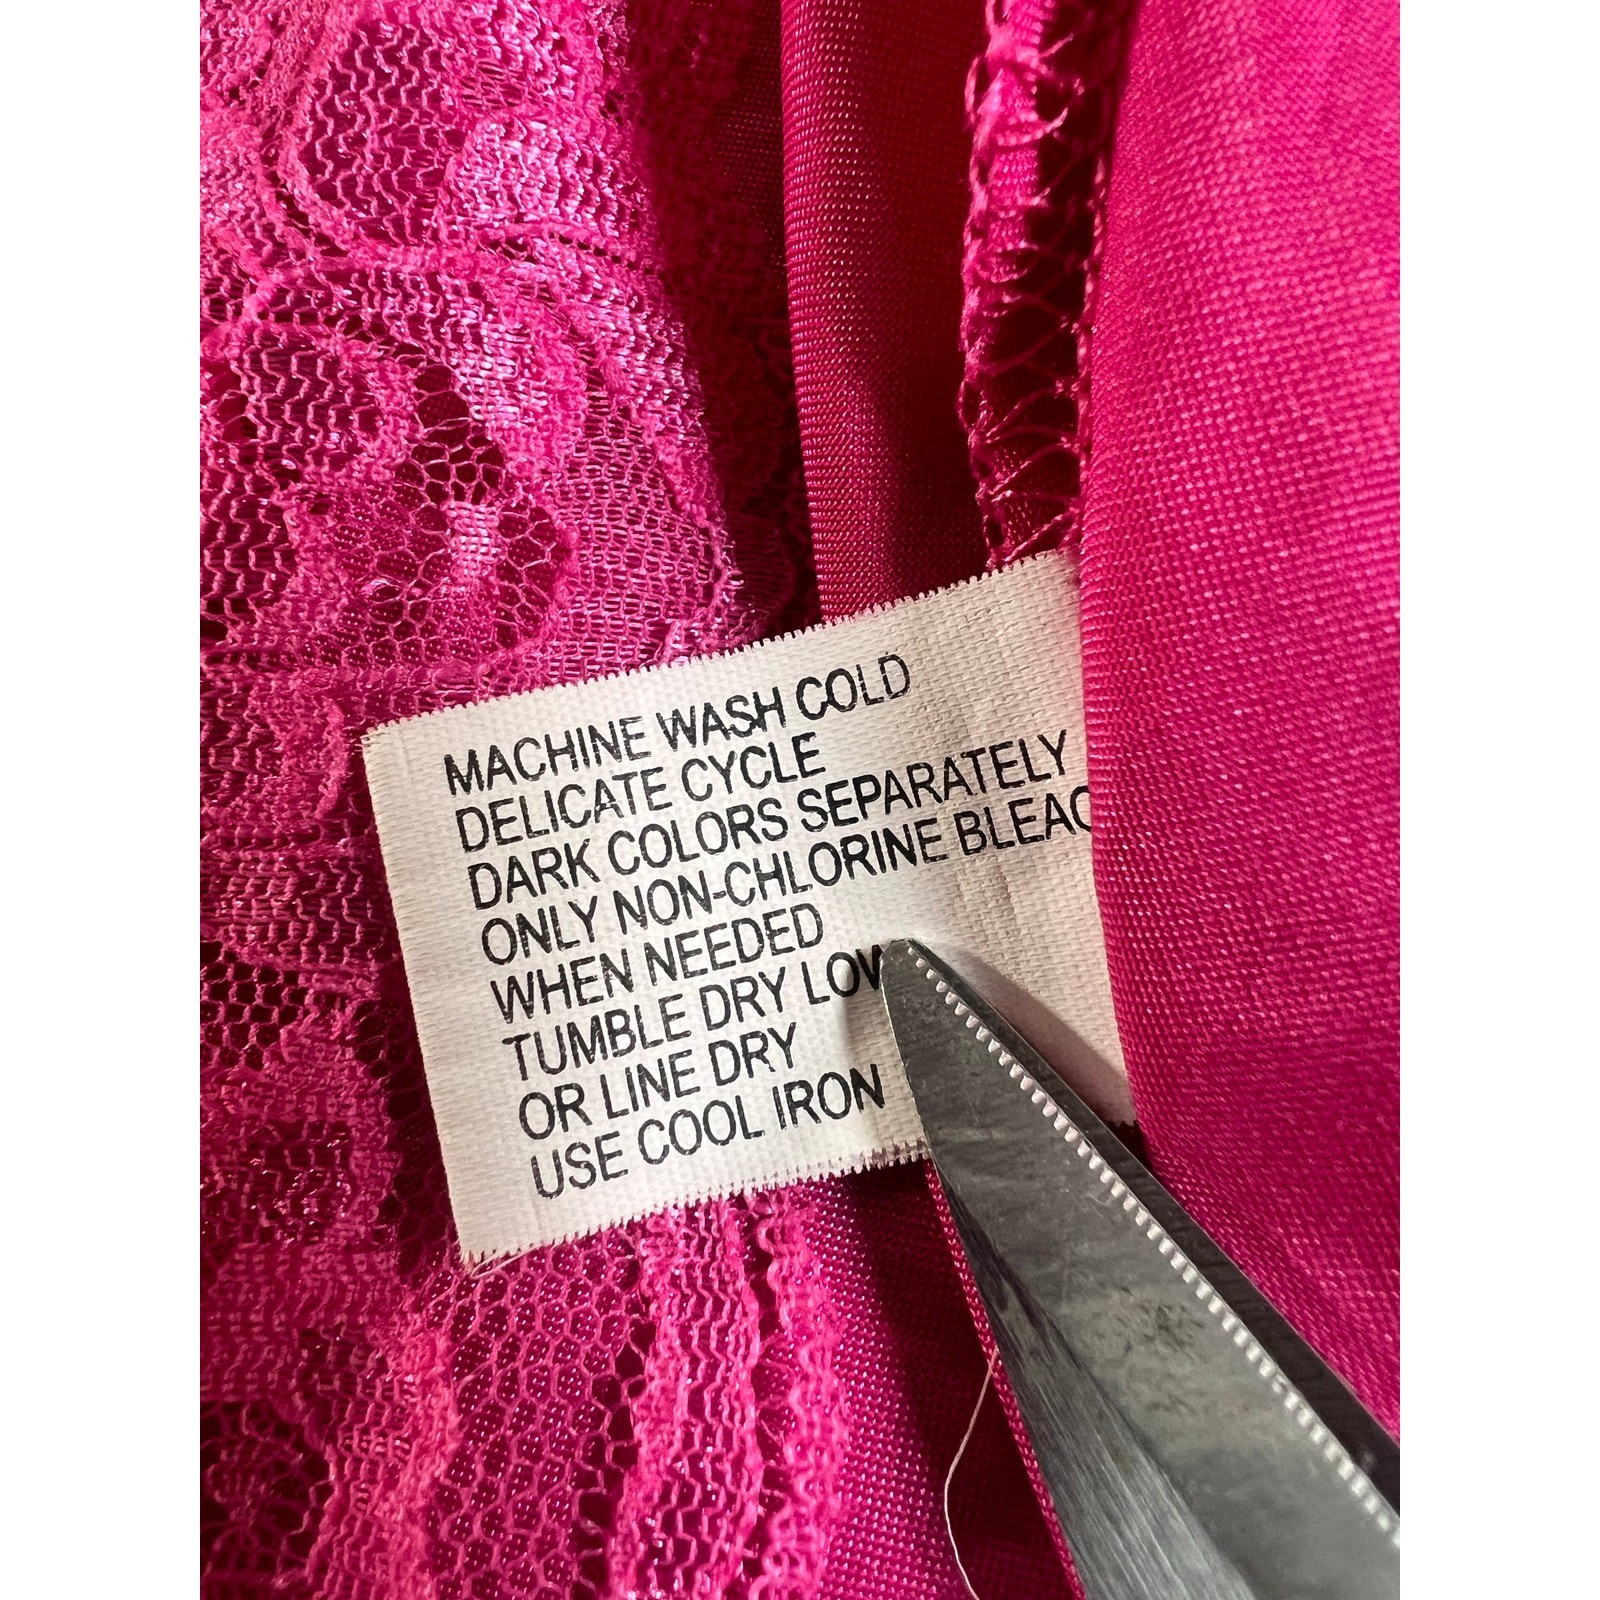 MACHINE WASH COLD
DELICATE CYCLE
DARK COLORS SEPARATELY
ONLY NON-CHLORINE BLEAC
WHEN NEEDED
TUMBLE DRY LOW
OR LINE DRY
USE COOL IRON